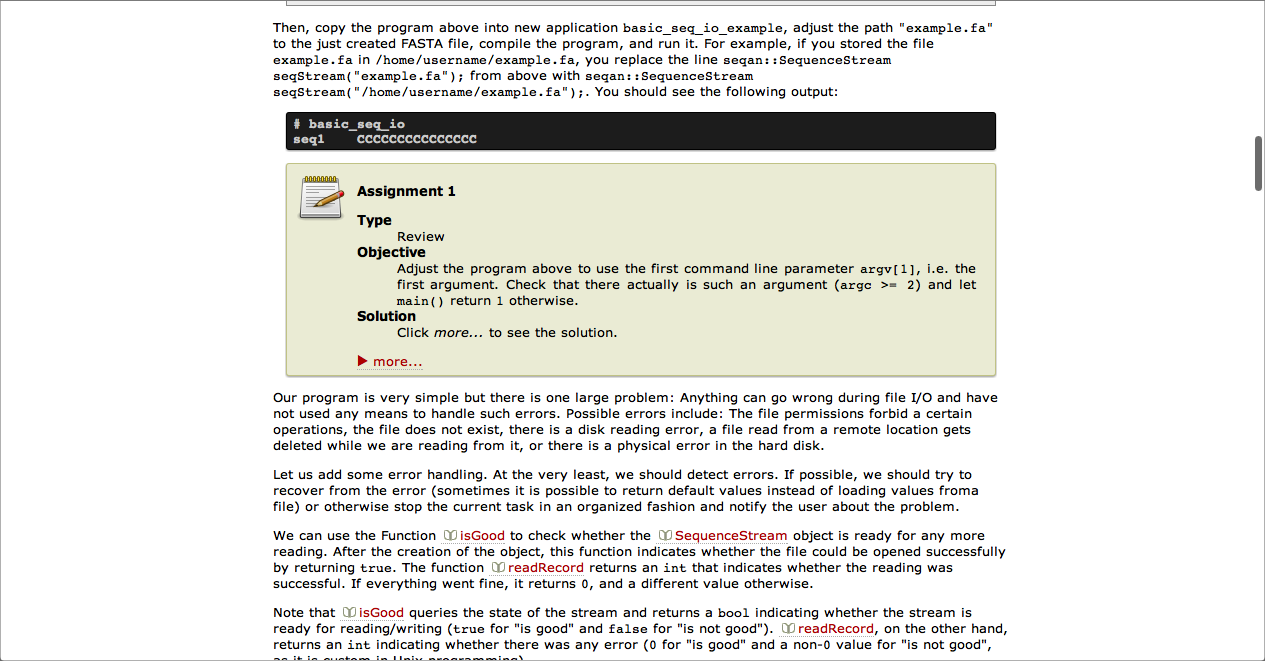 Then, copy the program above into new application basic_seq_io_example, adjust the path "example.fa"
to the just created FASTA file, compile the program, and run it. For example, if you stored the file
example.fa in /home/username/example.fa, you replace the line seqan::SequenceStream
seqStream("example.fa"); from above with seqan::SequenceStream
seqStream("/home/username/example.fa");. You should see the following output:
# basic_seq_io
seq1    CCCCCCCCCCCCCCC
Assignment 1
Type
Review
Objective
Adjust the program above to use the first command line parameter argv[1], i.e. the
first argument. Check that there actually is such an argument (argc >= 2) and let
main() return 1 otherwise.
Solution
Click more... to see the solution.
▶ more...
Our program is very simple but there is one large problem: Anything can go wrong during file I/O and have
not used any means to handle such errors. Possible errors include: The file permissions forbid a certain
operations, the file does not exist, there is a disk reading error, a file read from a remote location gets
deleted while we are reading from it, or there is a physical error in the hard disk.
Let us add some error handling. At the very least, we should detect errors. If possible, we should try to
recover from the error (sometimes it is possible to return default values instead of loading values froma
file) or otherwise stop the current task in an organized fashion and notify the user about the problem.
We can use the Function isGood to check whether the SequenceStream object is ready for any more
reading. After the creation of the object, this function indicates whether the file could be opened successfully
by returning true. The function readRecord returns an int that indicates whether the reading was
successful. If everything went fine, it returns 0, and a different value otherwise.
Note that isGood queries the state of the stream and returns a bool indicating whether the stream is
ready for reading/writing (true for "is good" and false for "is not good"). readRecord, on the other hand,
returns an int indicating whether there was any error (0 for "is good" and a non-0 value for "is not good",
as it is custom in Unix programming).